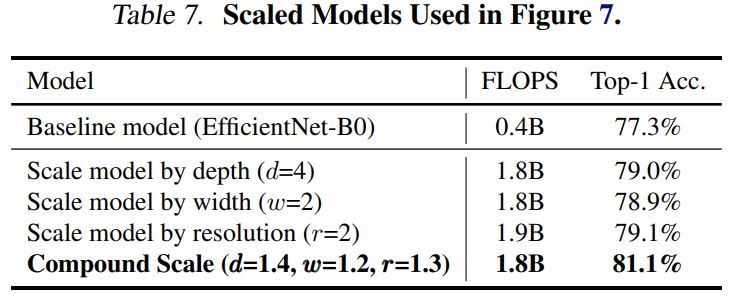 Table 7. Scaled Models Used in Figure 7.
Model FLOPS Top-1 Acc.
Baseline model (EfficientNet-B0) 0.4B 77.3%
Scale model by depth (d=4) 1.8B 79.0%
Scale model by width (w=2) 1.8B 78.9%
Scale model by resolution (r=2) 1.9B 79.1%
Compound Scale (d=1.4, w=1.2, r=1.3) 1.8B 81.1%